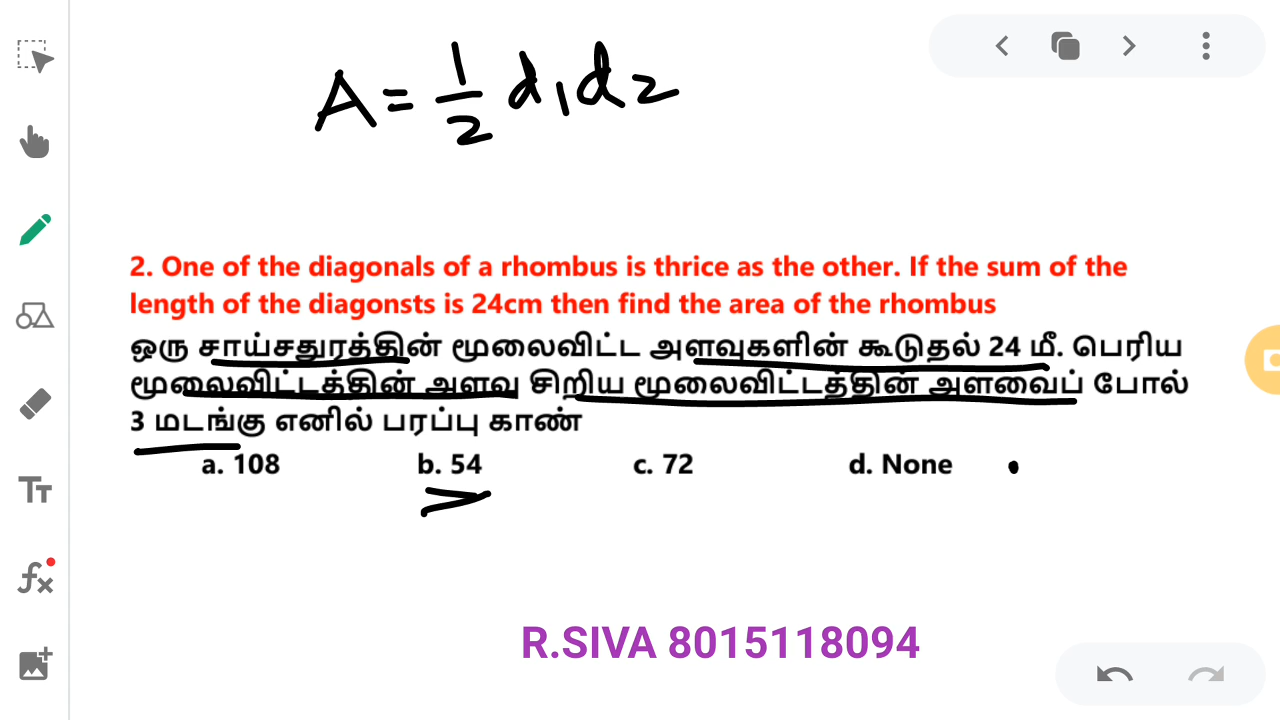 A = 1/2 d1d2
2. One of the diagonals of a rhombus is thrice as the other. If the sum of the
length of the diagonsts is 24cm then find the area of the rhombus
ஒரு சாய்சதுரத்தின் மூலைவிட்ட அளவுகளின் கூடுதல் 24 மீ. பெரிய
மூலைவிட்டத்தின் அளவு சிறிய மூலைவிட்டத்தின் அளவைப் போல்
3 மடங்கு எனில் பரப்பு காண்
a. 108 b. 54 c. 72 d. None
R.SIVA 8015118094
Tт
fx